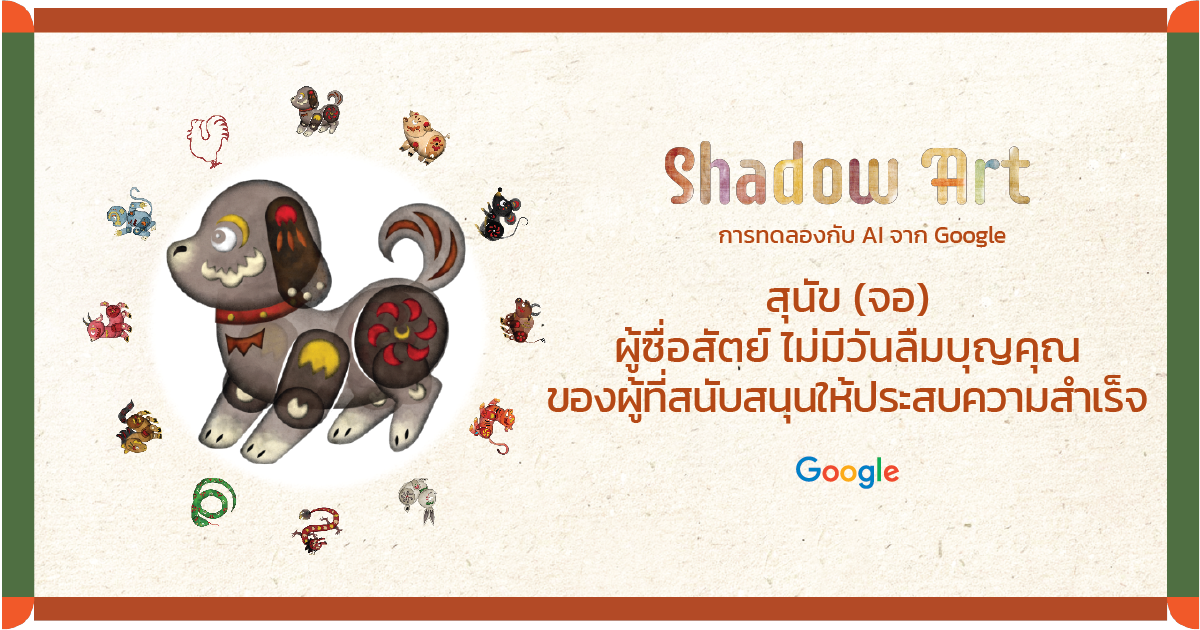 Shadow Art
การทดลองกับ AI จาก Google
สุนัข (จอ)
ผู้ซื่อสัตย์ ไม่มีวันลืมบุญคุณ
ของผู้ที่สนับสนุนให้ประสบความสำเร็จ
Google